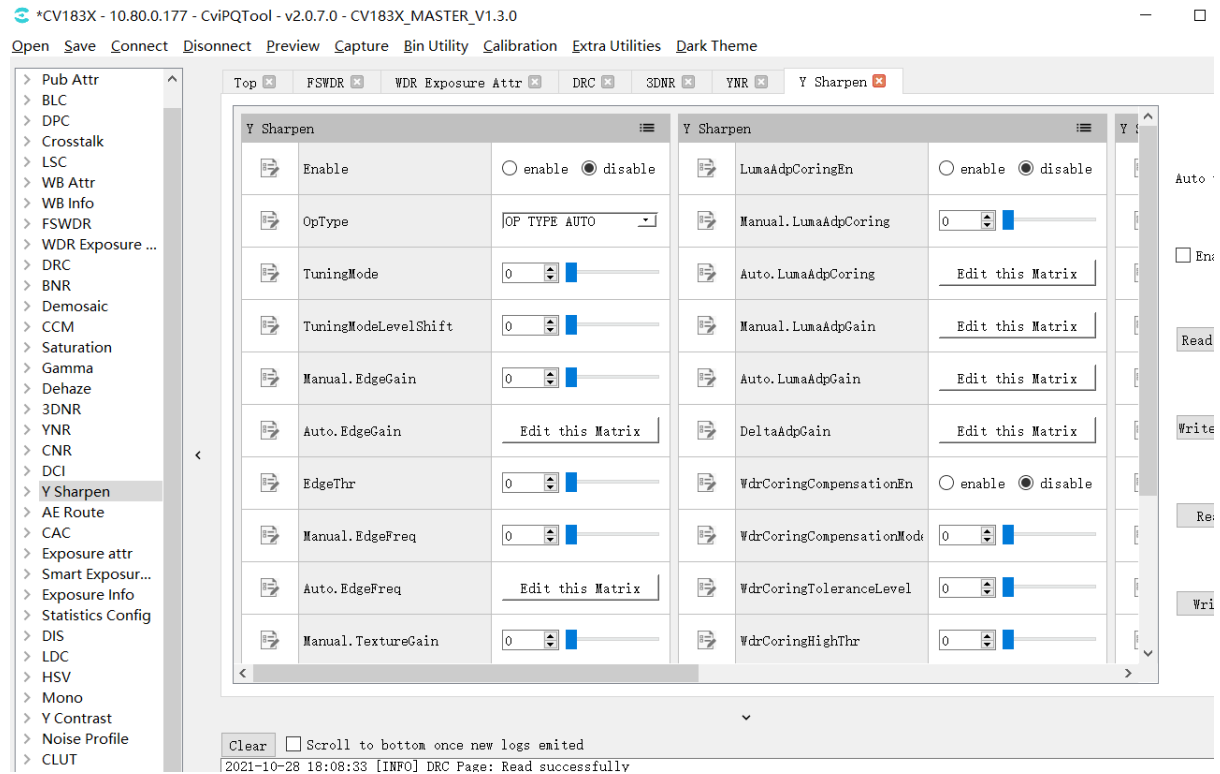 *CV183X - 10.80.0.177 - CviPQTool - v2.0.7.0 - CV183X_MASTER_V1.3.0
Open Save Connect Disonnect Preview Capture Bin Utility Calibration Extra Utilities Dark Theme
Pub Attr
BLC
DPC
Crosstalk
LSC
WB Attr
WB Info
FSWDR
WDR Exposure ...
DRC
BNR
Demosaic
CCM
Saturation
Gamma
Dehaze
3DNR
YNR
CNR
DCI
Y Sharpen
AE Route
CAC
Exposure attr
Smart Exposur...
Exposure Info
Statistics Config
DIS
LDC
HSV
Mono
Y Contrast
Noise Profile
CLUT
Top FSWDR WDR Exposure Attr DRC 3DNR YNR Y Sharpen
Y Sharpen
Enable enable disable
OpType OP TYPE AUTO
TuningMode 0
TuningModeLevelShift 0
Manual.EdgeGain 0
Auto.EdgeGain Edit this Matrix
EdgeThr 0
Manual.EdgeFreq 0
Auto.EdgeFreq Edit this Matrix
Manual.TextureGain 0
Y Sharpen
LumaAdpCoringEn enable disable
Manual.LumaAdpCoring 0
Auto.LumaAdpCoring Edit this Matrix
Manual.LumaAdpGain Edit this Matrix
Auto.LumaAdpGain Edit this Matrix
DeltaAdpGain Edit this Matrix
WdrCoringCompensationEn enable disable
WdrCoringCompensationMode 0
WdrCoringToleranceLevel 0
WdrCoringHighThr 0
Y
Auto
Read
Write
Clear Scroll to bottom once new logs emited
2021-10-28 18:08:33 [INFO] DRC Page: Read successfully